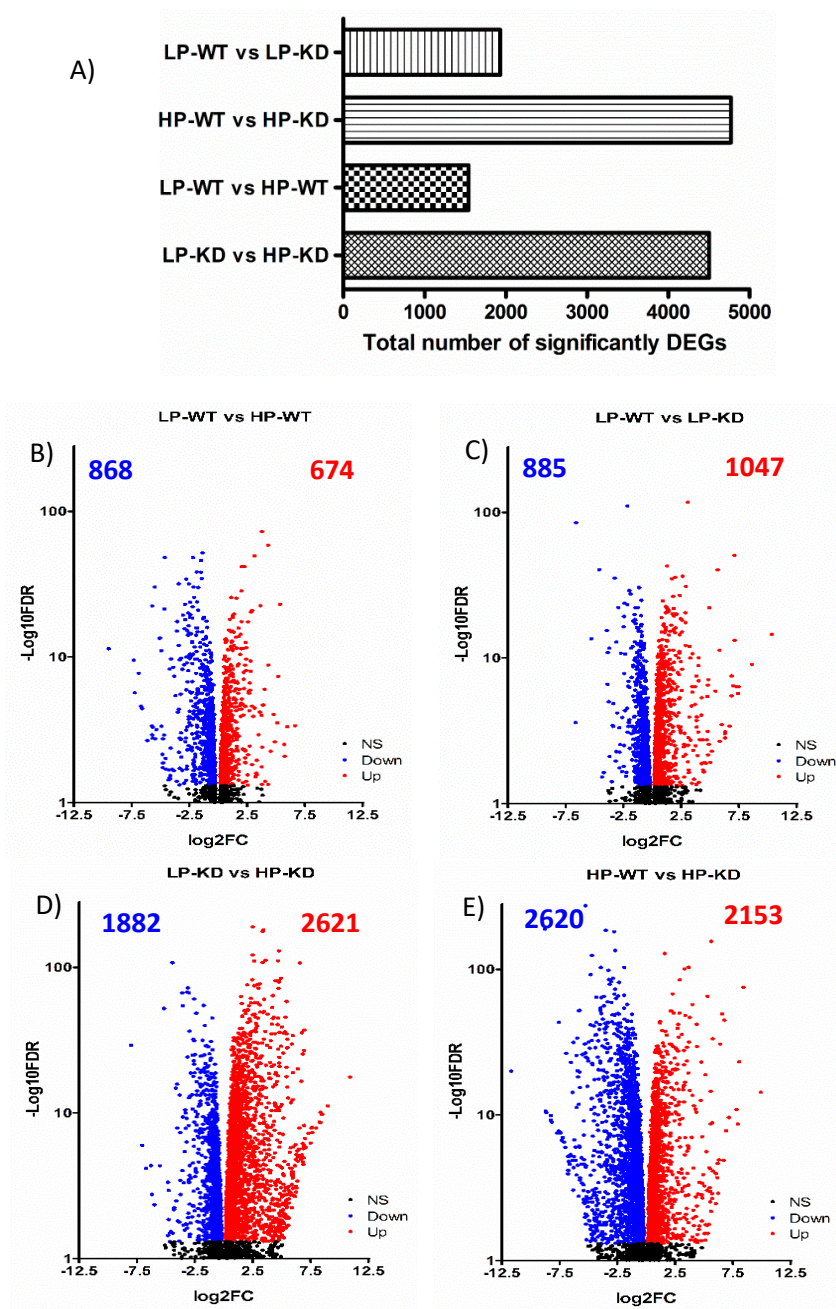 A)
LP-WT vs LP-KD
HP-WT vs HP-KD
LP-WT vs HP-WT
LP-KD vs HP-KD
0 1000 2000 3000 4000 5000
Total number of significantly DEGs
LP-WT vs HP-WT
B)
868 674
100
10
1
-Log10FDR
NS
Down
Up
-12.5 -7.5 -2.5 2.5 7.5 12.5
log2FC
LP-WT vs LP-KD
C)
885 1047
100
10
1
-Log10FDR
NS
Down
Up
-12.5 -7.5 -2.5 2.5 7.5 12.5
log2FC
LP-KD vs HP-KD
D)
1882 2621
100
10
1
-Log10FDR
NS
Down
Up
-12.5 -7.5 -2.5 2.5 7.5 12.5
log2FC
HP-WT vs HP-KD
E)
2620 2153
100
10
1
-Log10FDR
NS
Down
Up
-12.5 -7.5 -2.5 2.5 7.5 12.5
log2FC